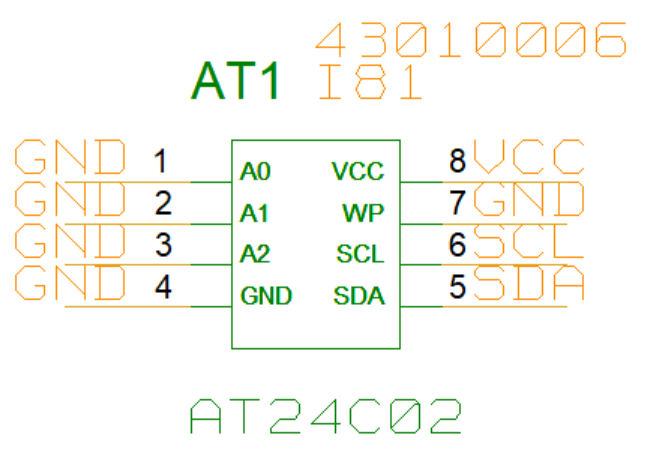 43010006
AT1 I81
GND 1 A0 VCC 8 VCC
GND 2 A1 WP 7 GND
GND 3 A2 SCL 6 SCL
GND 4 GND SDA 5 SDA
AT24C02